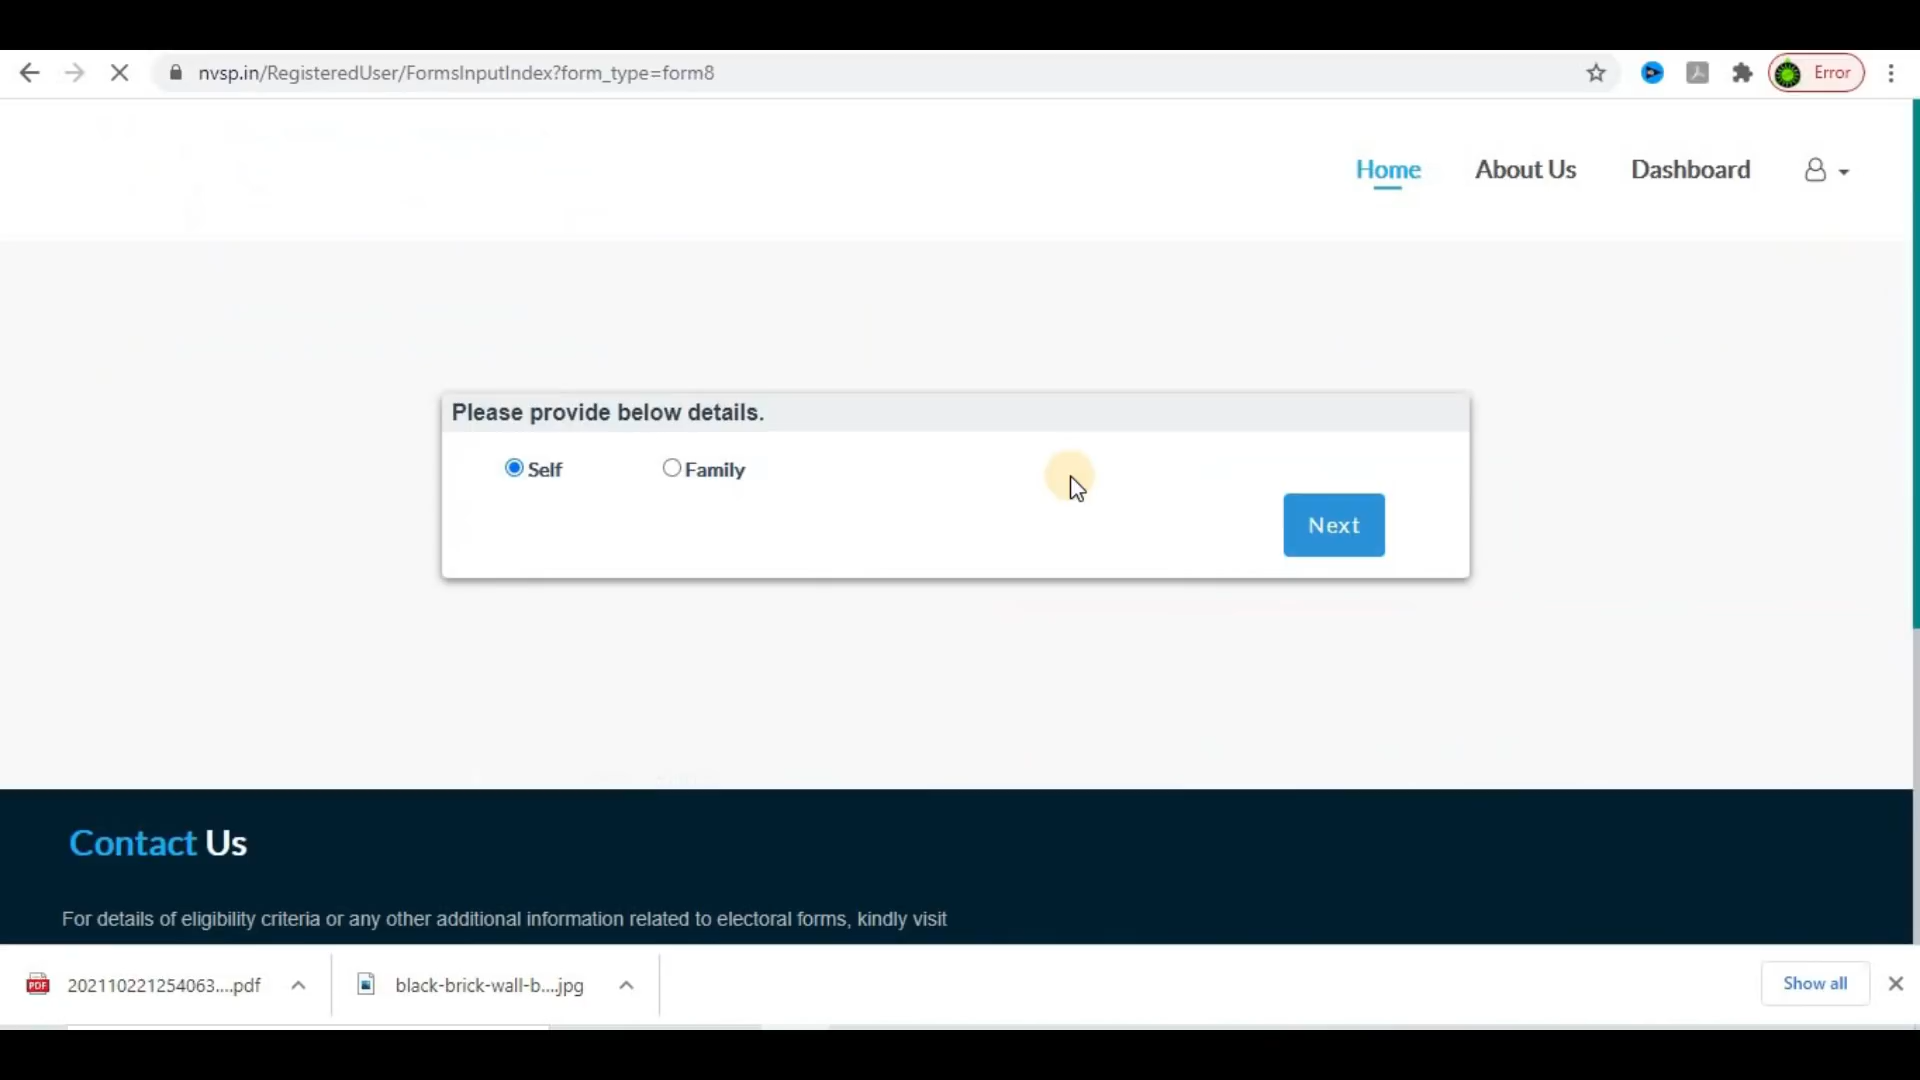 nvsp.in/RegisteredUser/FormsInputIndex?form_type=form8
Error
Home
About Us
Dashboard
Please provide below details.
Self
Family
Next
Contact Us
For details of eligibility criteria or any other additional information related to electoral forms, kindly visit
PDF
202110221254063....pdf
black-brick-wall-b....jpg
Show all